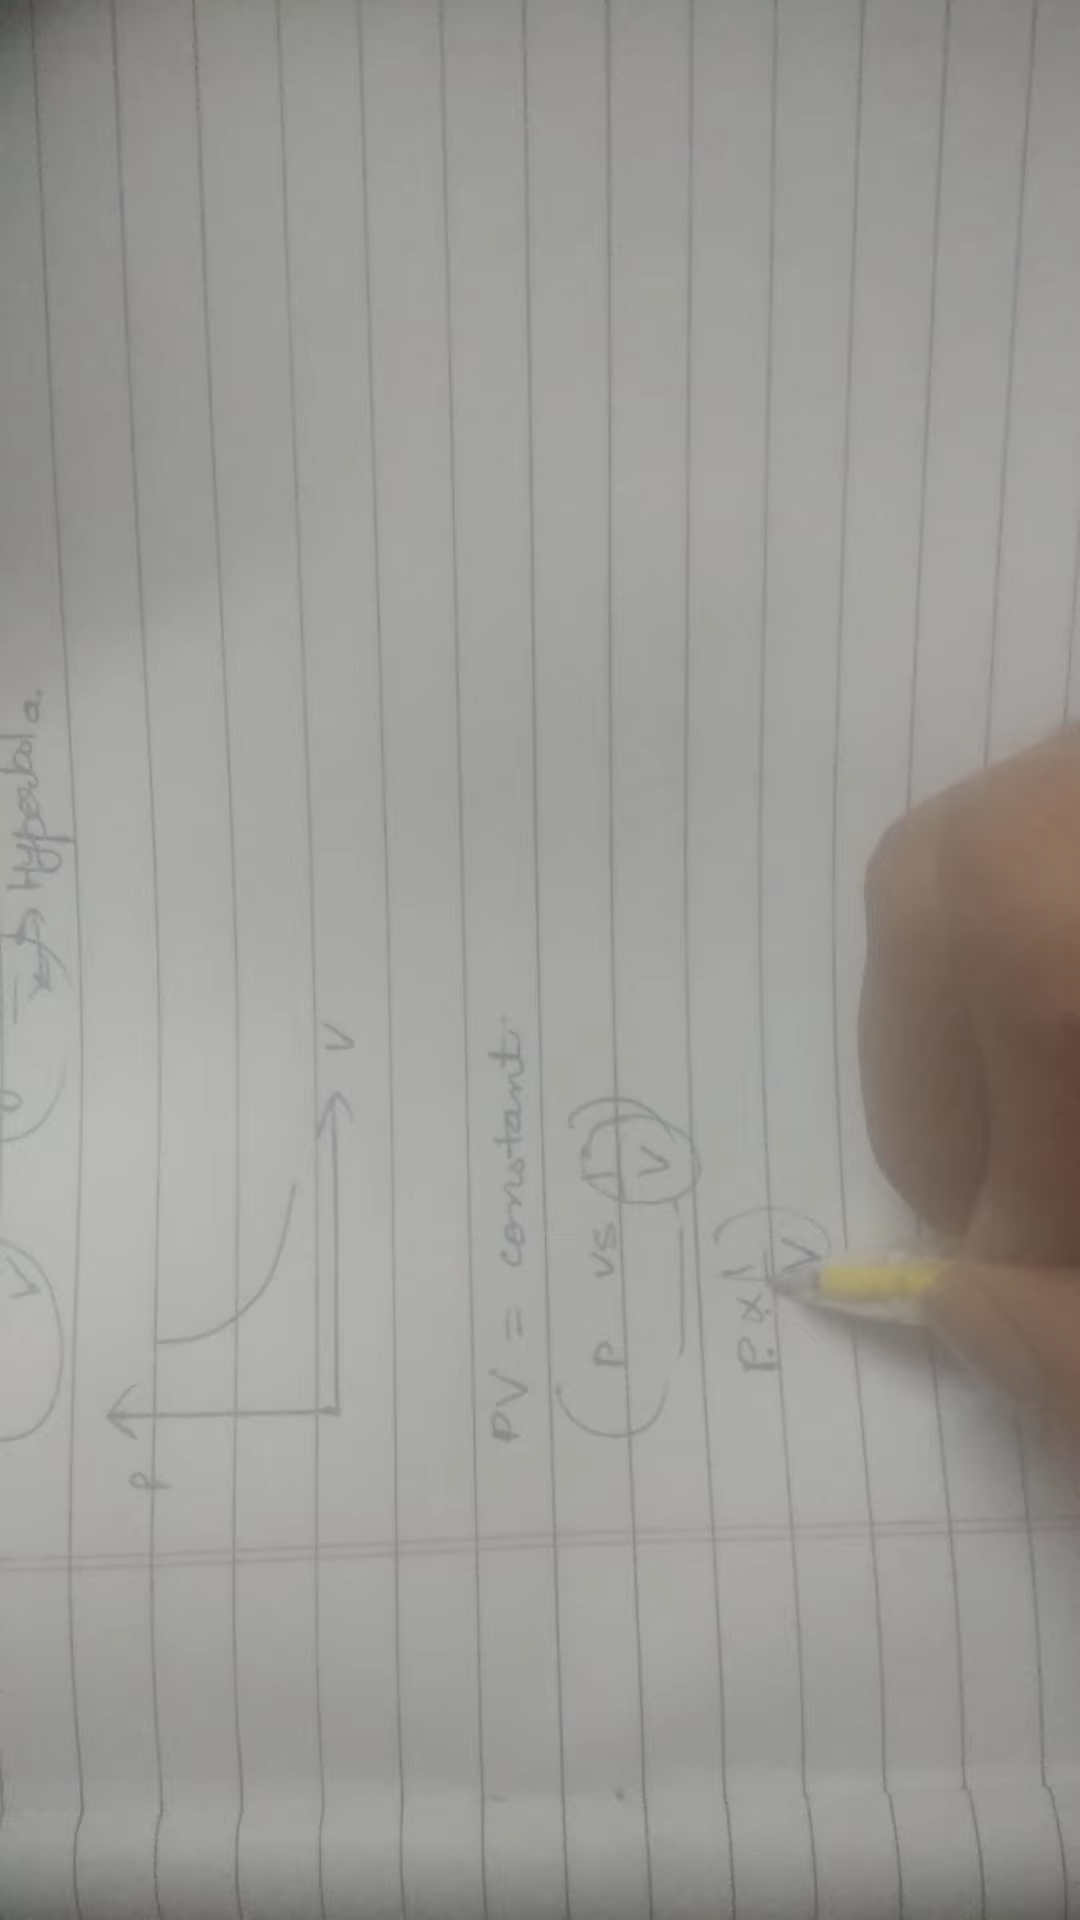 V
→ Hyperbola
P
V
PV = constant.
(P vs 1/V)
P ∝ 1/V